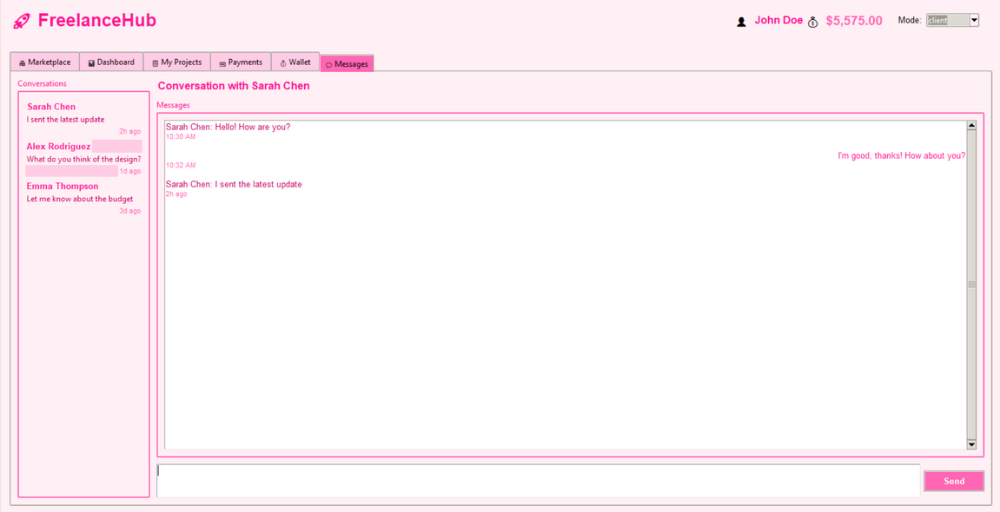 FreelanceHub
John Doe $5,575.00 Mode: client
Marketplace Dashboard My Projects Payments Wallet Messages
Conversations
Sarah Chen
I sent the latest update
2h ago
Alex Rodriguez
What do you think of the design?
1d ago
Emma Thompson
Let me know about the budget
3d ago
Conversation with Sarah Chen
Messages
Sarah Chen: Hello! How are you?
10:30 AM
I'm good, thanks! How about you?
10:32 AM
Sarah Chen: I sent the latest update
2h ago
Send